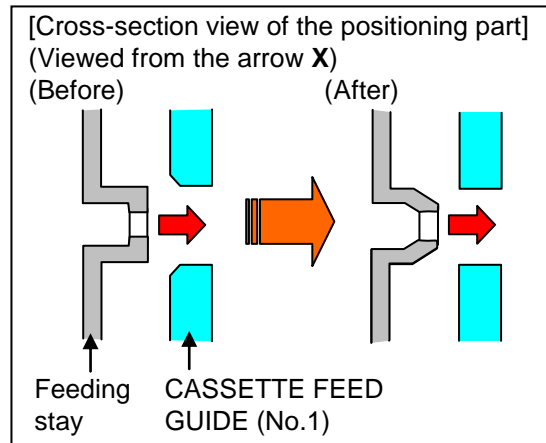 [Cross-section view of the positioning part]
(Viewed from the arrow X)
(Before)
(After)
Feeding
stay
CASSETTE FEED
GUIDE (No.1)